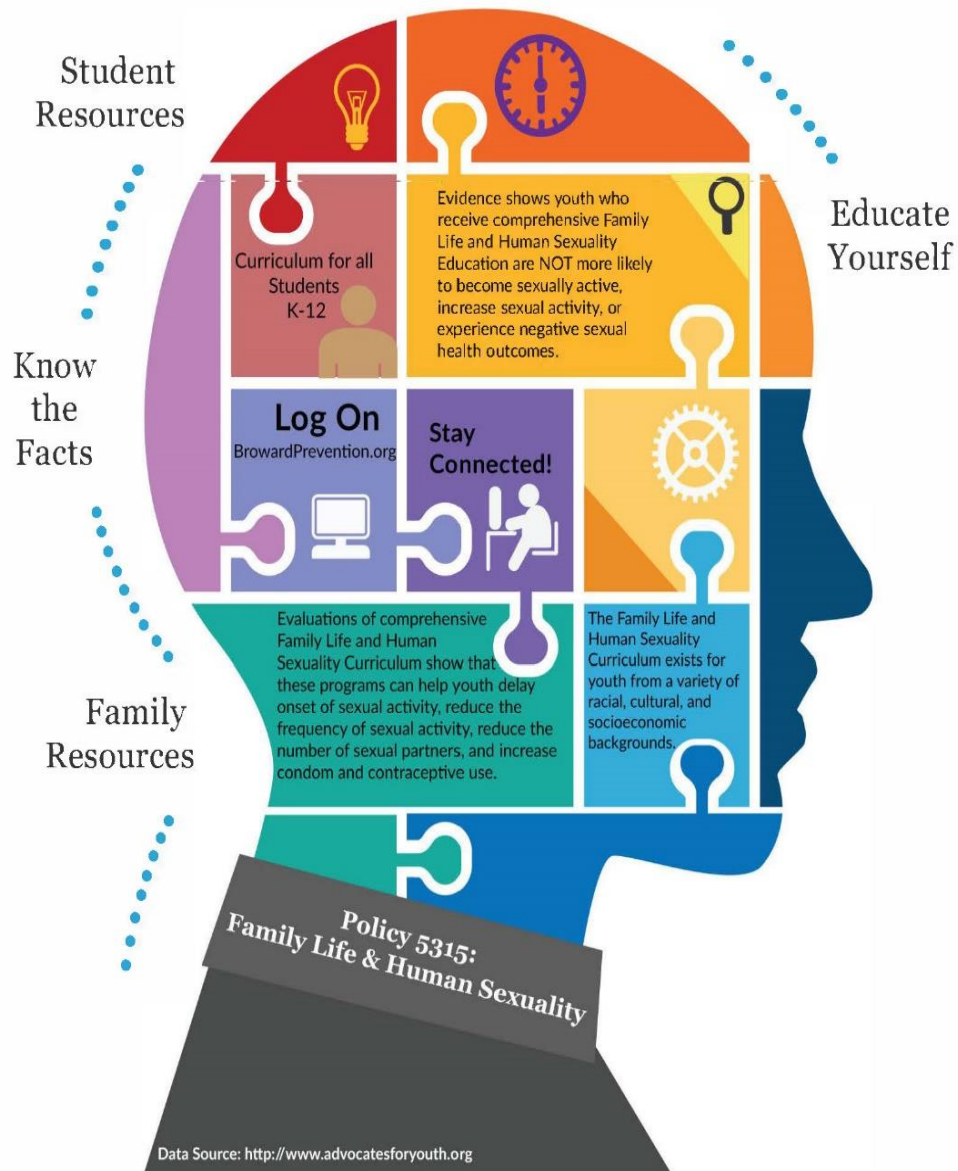 Student
Resources
Know
the
Facts
Family
Resources
Educate
Yourself
Curriculum for all
Students
K-12
Evidence shows youth who
receive comprehensive Family
Life and Human Sexuality
Education are NOT more likely
to become sexually active,
increase sexual activity, or
experience negative sexual
health outcomes.
Log On
BrowardPrevention.org
Stay
Connected!
Evaluations of comprehensive
Family Life and Human
Sexuality Curriculum show that
these programs can help youth delay
onset of sexual activity, reduce the
frequency of sexual activity, reduce the
number of sexual partners, and increase
condom and contraceptive use.
The Family Life and
Human Sexuality
Curriculum exists for
youth from a variety of
racial, cultural, and
socioeconomic
backgrounds.
Policy 5315:
Family Life & Human Sexuality
Data Source: http://www.advocatesforyouth.org